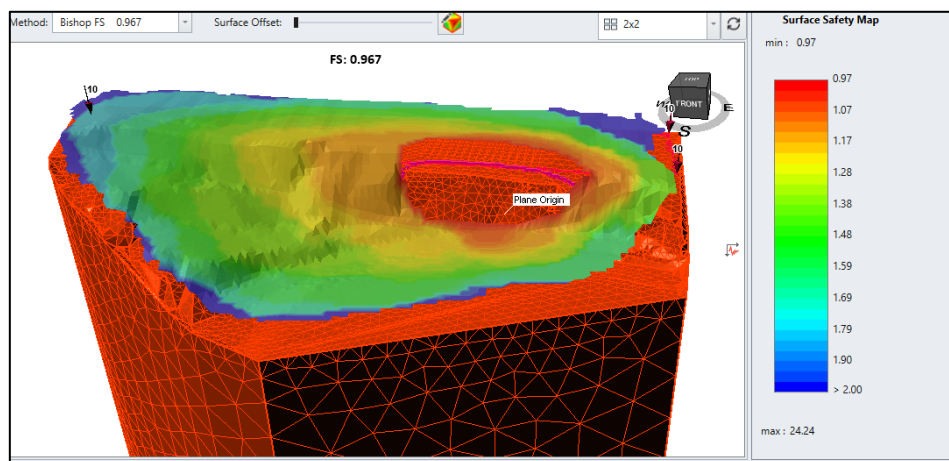 Method: Bishop FS 0.967
Surface Offset:
2x2
Surface Safety Map
min : 0.97
FS: 0.967
TOP
FRONT
E
S
10
10
10
Plane Origin
0.97
1.07
1.17
1.28
1.38
1.48
1.59
1.69
1.79
1.90
> 2.00
max : 24.24